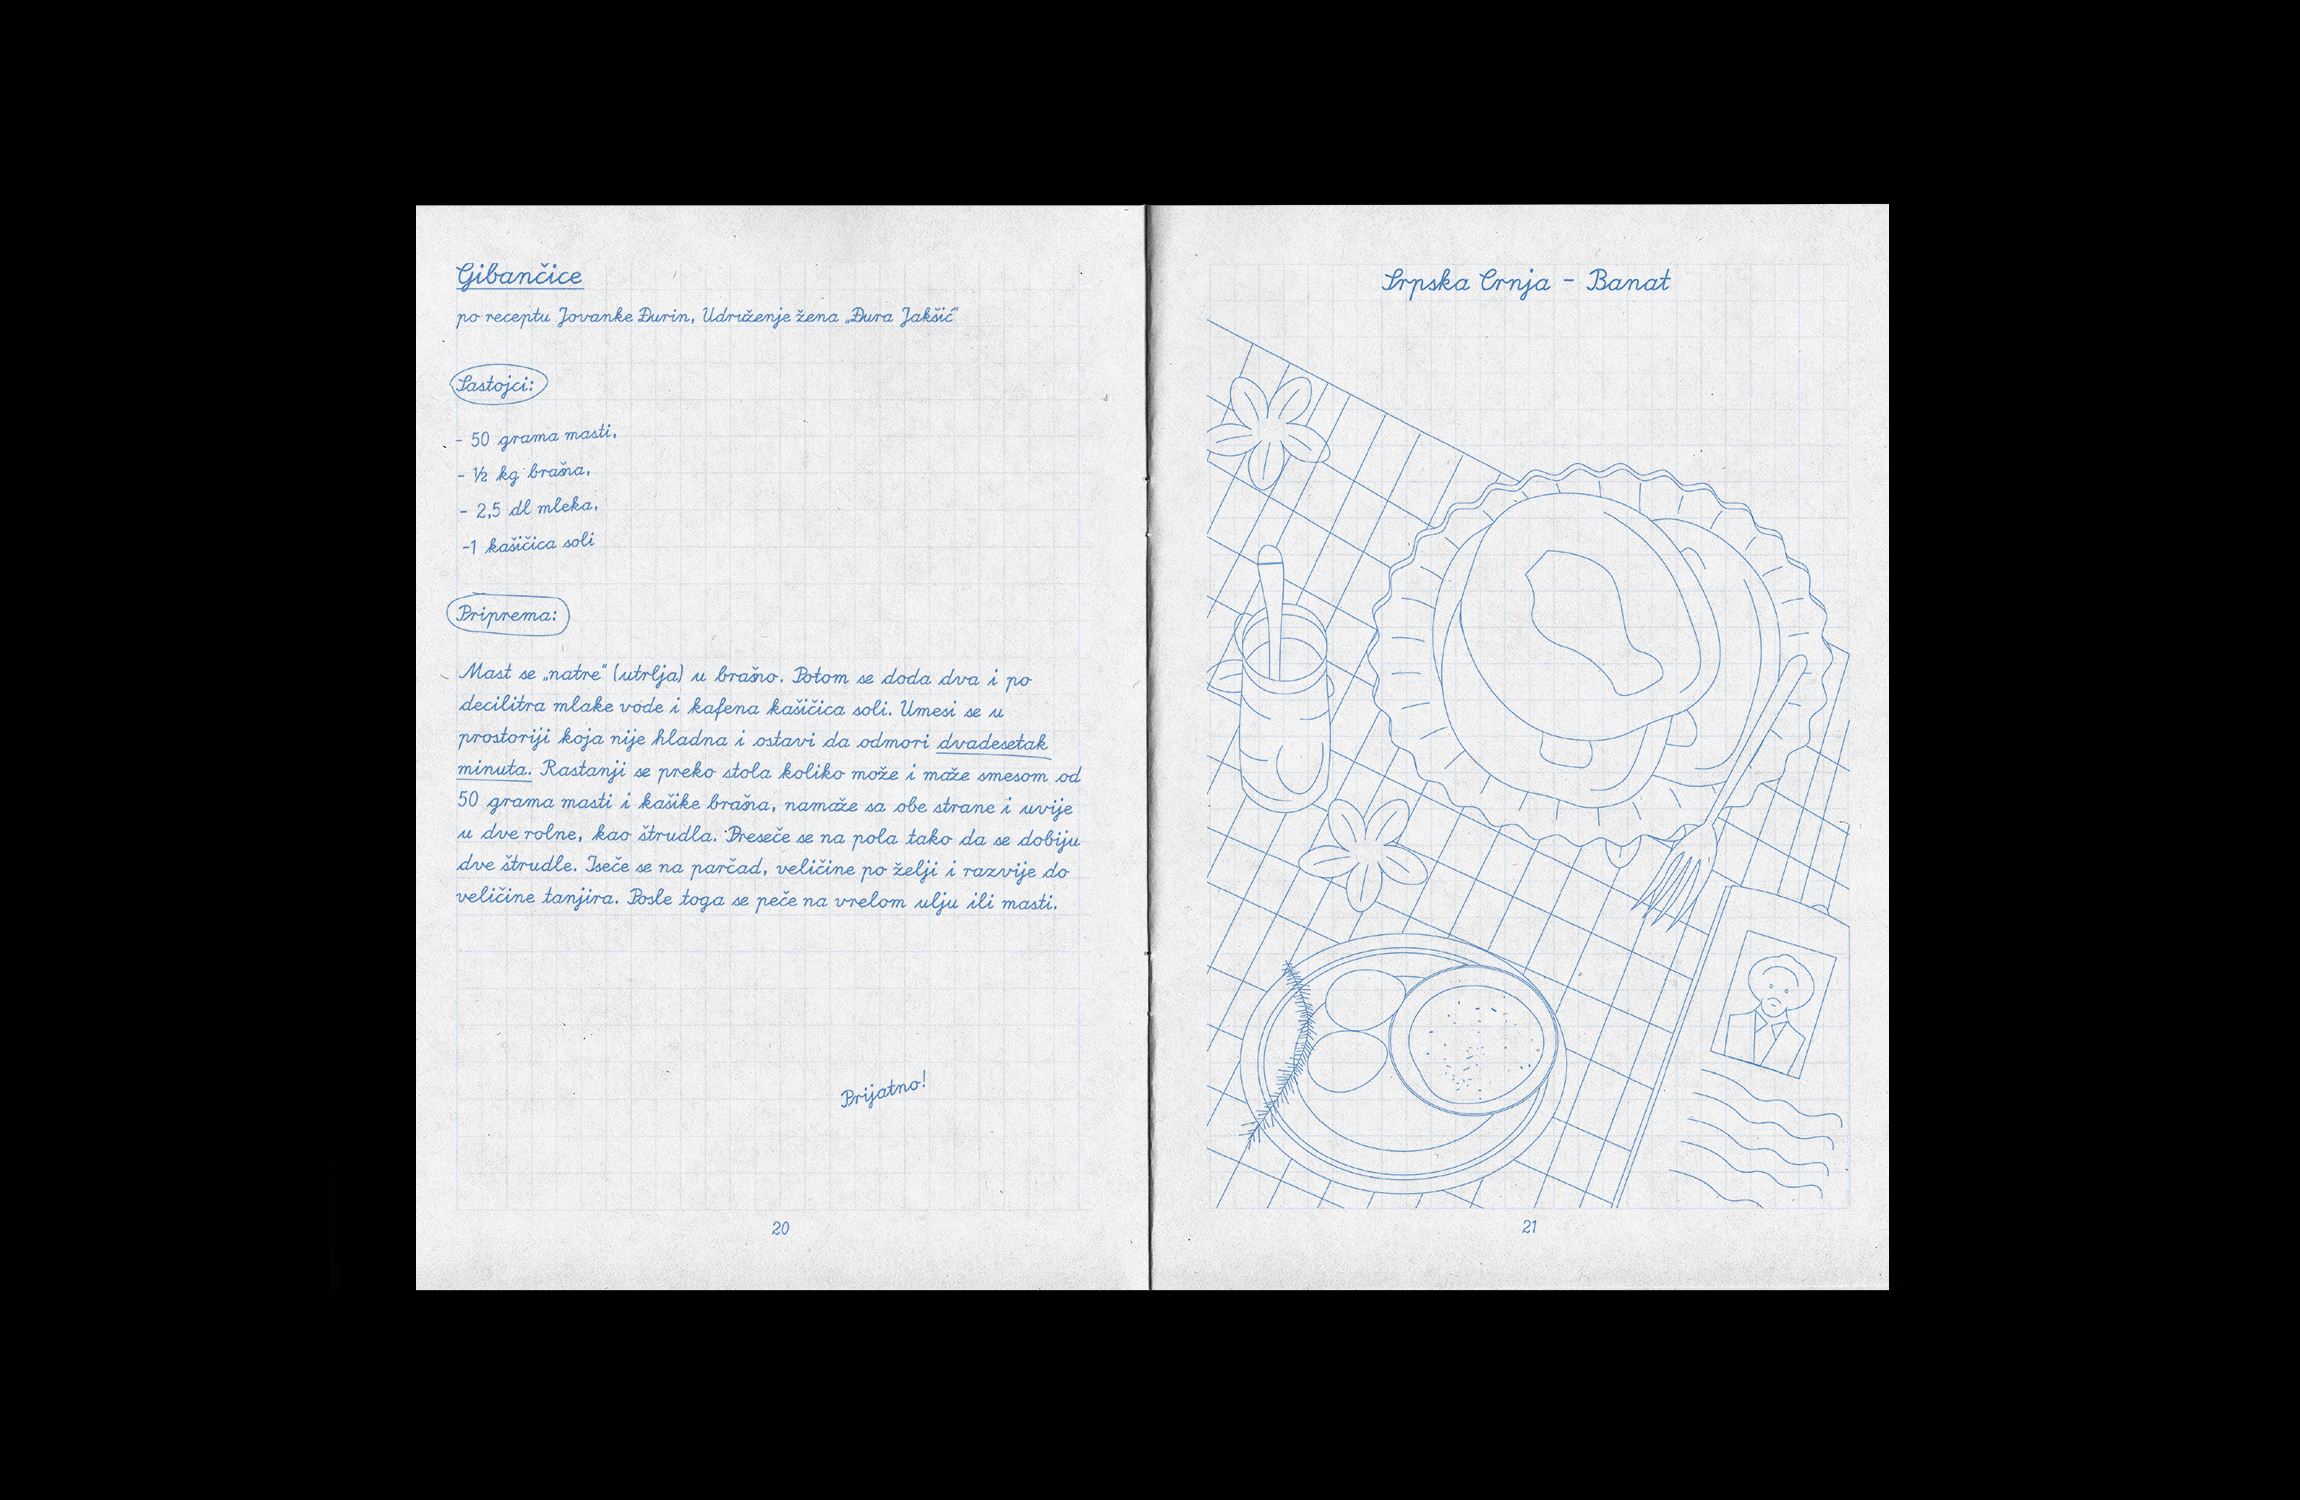 Gibančice
po receptu Jovanke Đurin, Udruženje žena „Đura Jakšić“
Sastojci:
- 50 grama masti,
- ½ kg brašna,
- 2,5 dl mleka,
-1 kašičica soli
Priprema:
Mast se „natre“ (utrlja) u brašno. Potom se doda dva i po
decilitra mlake vode i kafena kašičica soli. Umesi se u
prostoriji koja nije hladna i ostavi da odmori dvadesetak
minuta. Rastanji se preko stola koliko može i maže smesom od
50 grama masti i kašike brašna, namaže sa obe strane i uvije
u dve rolne, kao štrudla. Preseče se na pola tako da se dobiju
dve štrudle. Iseče se na parčad, veličine po želji i razvije do
veličine tanjira. Posle toga se peče na vrelom ulju ili masti.
Prijatno!
20
Srpska Crnja - Banat
21